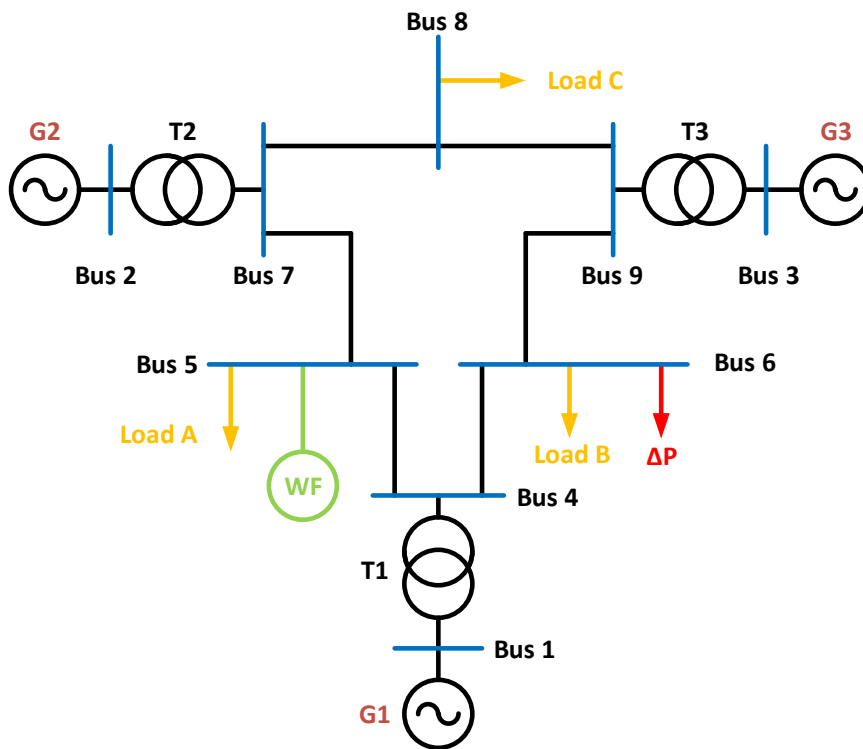 Bus 8
Load C
G2
T2
T3
G3
Bus 2
Bus 7
Bus 9
Bus 3
Bus 5
Bus 6
Load A
WF
Load B
ΔP
Bus 4
T1
Bus 1
G1